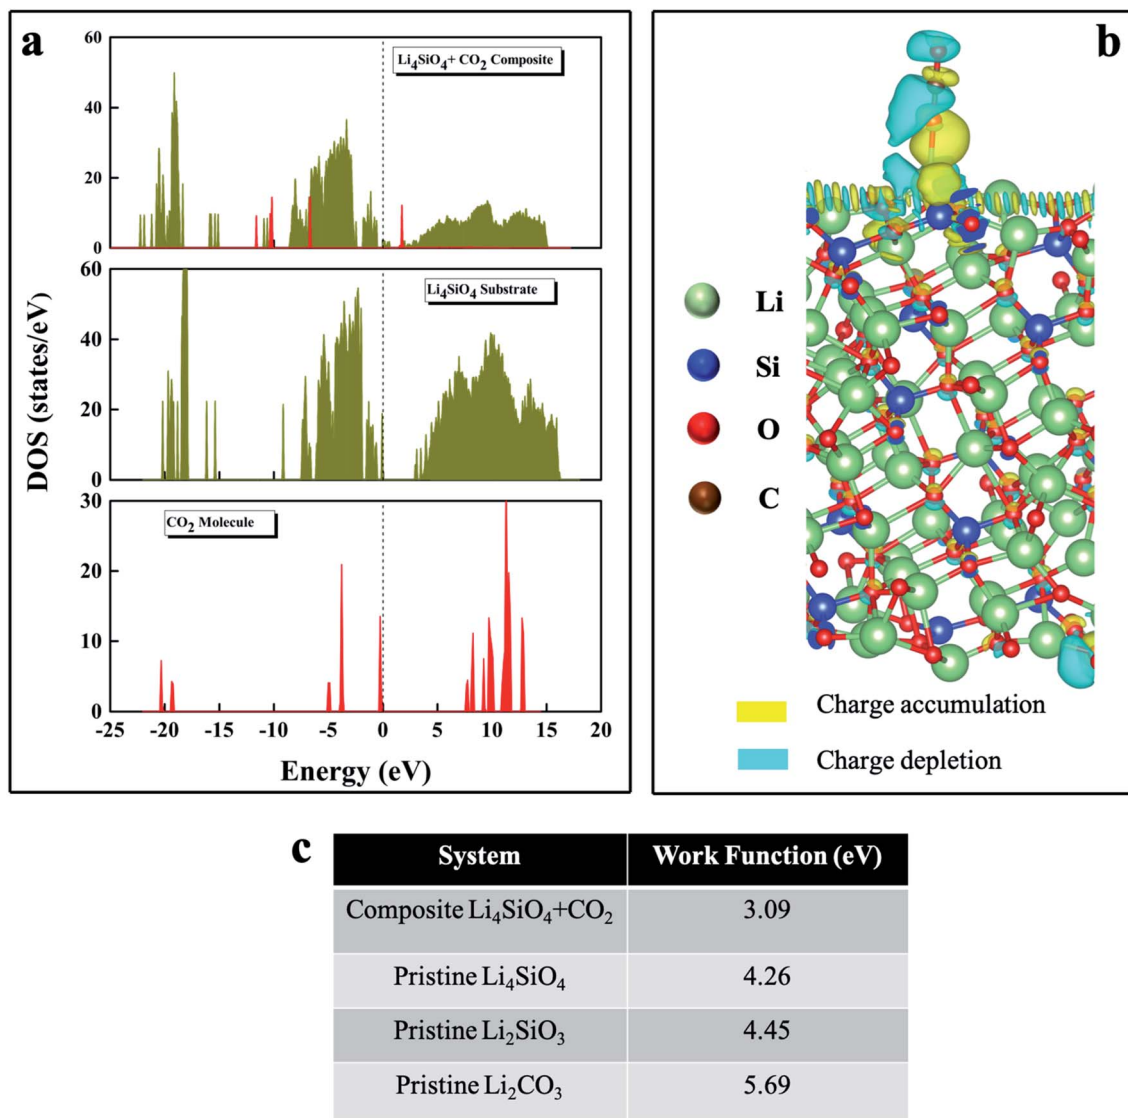 a
DOS (states/eV)
60
40
20
0
Li4SiO4+ CO2 Composite
60
40
20
0
Li4SiO4 Substrate
30
20
10
0
CO2 Molecule
-25 -20 -15 -10 -5 0 5 10 15 20
Energy (eV)
b
Li
Si
O
C
Charge accumulation
Charge depletion
c
System Work Function (eV)
Composite Li4SiO4+CO2 3.09
Pristine Li4SiO4 4.26
Pristine Li2SiO3 4.45
Pristine Li2CO3 5.69